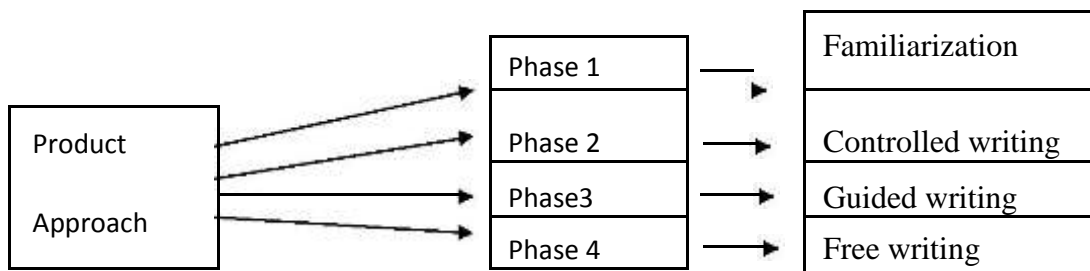 Product
Approach
Phase 1
Phase 2
Phase3
Phase 4
Familiarization
Controlled writing
Guided writing
Free writing